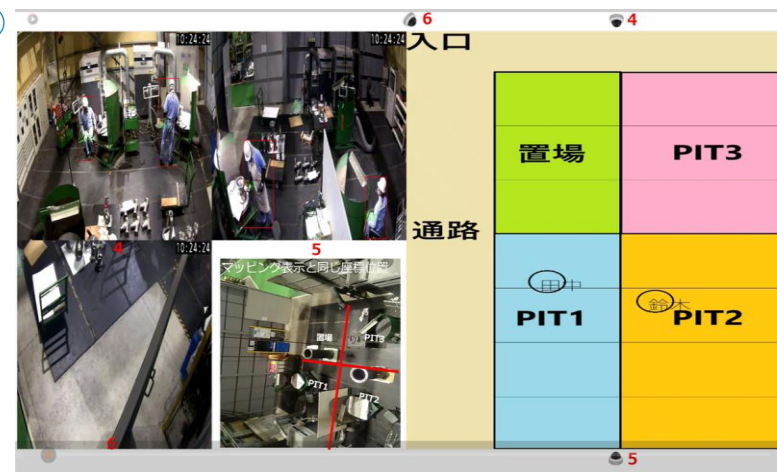 6
4
10:24:24
10:24:24
入口
置場
PIT3
通路
4
5
10:24:24
マッピング表示と同じ座標位置
置場
PIT3
PIT1
PIT2
田中
鈴木
PIT1
PIT2
6
5